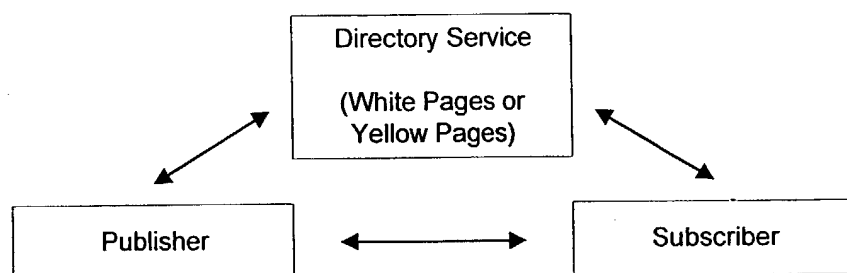 Directory Service
(White Pages or
Yellow Pages)
Publisher
Subscriber